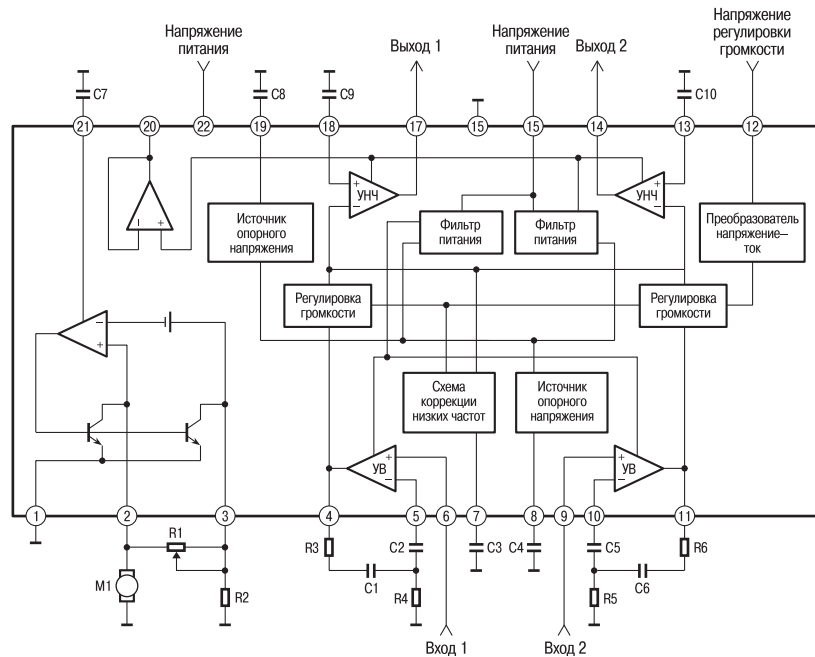 Напряжение
питания
Выход 1
Напряжение
питания
Выход 2
Напряжение
регулировки
громкости
C7
C8
C9
C10
21
20
22
19
18
17
15
15
14
13
12
+
УНЧ
−
+
УНЧ
−
Источник
опорного
напряжения
Фильтр
питания
Фильтр
питания
Преобразователь
напряжение–
ток
−
+
Регулировка
громкости
Регулировка
громкости
−
+
Схема
коррекции
низких частот
Источник
опорного
напряжения
+
УВ
−
+
УВ
−
1
2
3
4
5
6
7
8
9
10
11
R1
M1
R2
R3
C1
C2
R4
C3
C4
C5
R5
C6
R6
Вход 1
Вход 2